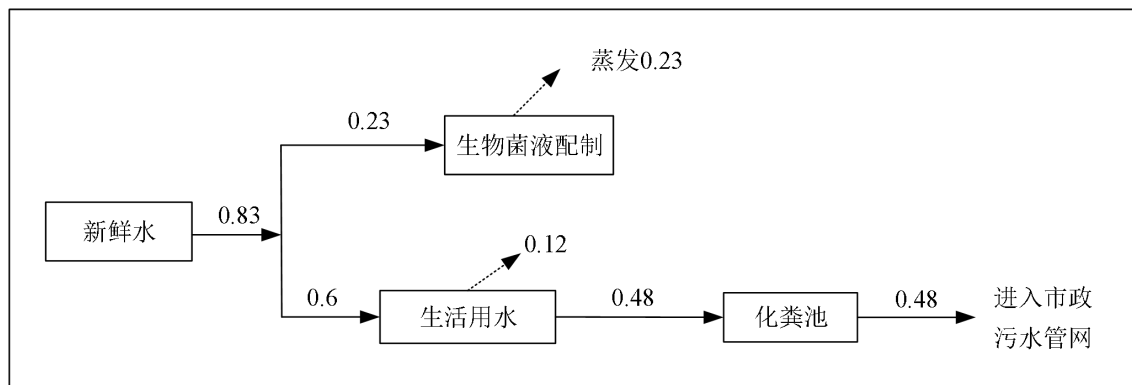 蒸发0.23
0.23
生物菌液配制
新鲜水
0.83
0.12
0.6
生活用水
0.48
化粪池
0.48
进入市政
污水管网